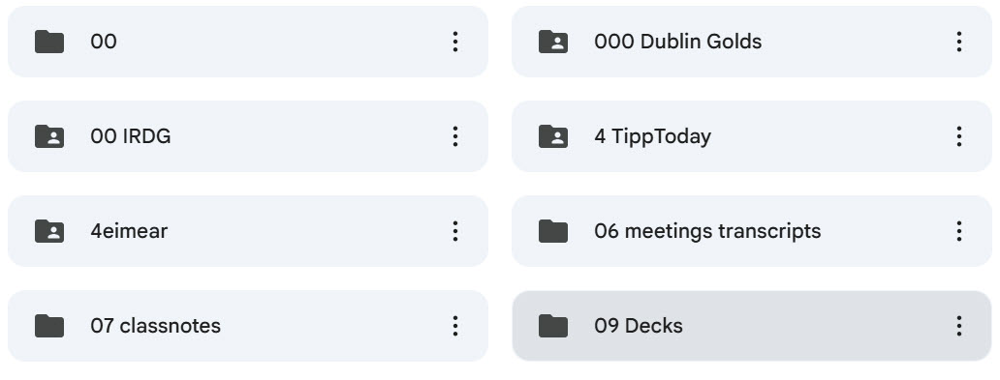 00
000 Dublin Golds
00 IRDG
4 TippToday
4eimear
06 meetings transcripts
07 classnotes
09 Decks